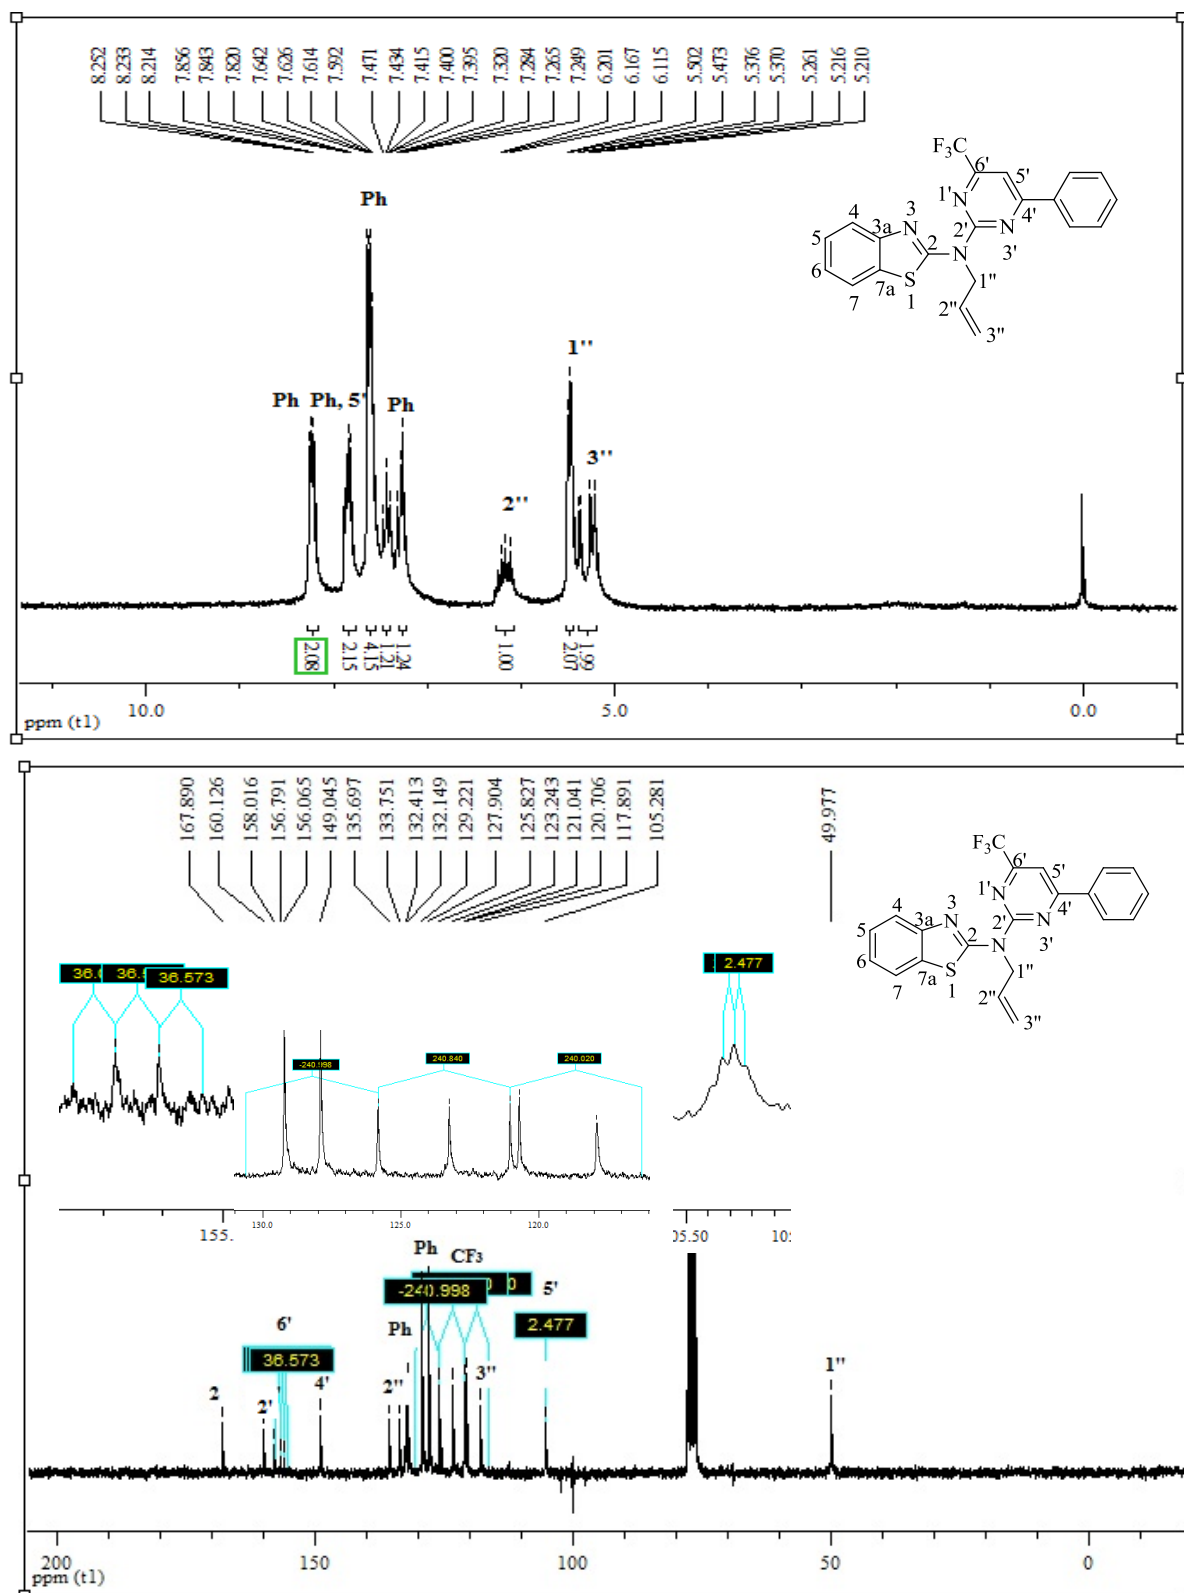 8.252 8.233 8.214 7.856 7.843 7.820 7.642 7.626 7.614 7.592 7.471 7.434 7.415 7.400 7.395 7.320 7.284 7.265 7.249 6.201 6.167 6.115 5.502 5.473 5.376 5.370 5.261 5.216 5.210
F3C
6' 5'
1' N
4'
2' N 3'
4 3 N
3a
5 2 N
6 7a S 1
7
1''
2''
3''
Ph
1''
Ph Ph, 5' Ph
3''
2''
2.08 2.15 4.15 1.21 1.24 1.00 2.07 1.99
10.0 5.0 0.0
ppm (t1)
167.890 160.126 158.016 156.791 156.065 149.045 135.697 133.751 132.413 132.149 129.221 127.904 125.827 123.243 121.041 120.706 117.891 105.281 49.977
F3C
6' 5'
1' N
4'
2' N 3'
4 3 N
3a
5 2 N
6 7a S 1
7
1''
2''
3''
36.573
2.477
-240.998 240.840 240.020
155.
130.0 125.0 120.0
05.50
Ph CF3
-240.998
5'
2.477
6'
36.573
Ph
2 2' 4' 2'' 3'' 1''
200 150 100 50 0
ppm (t1)